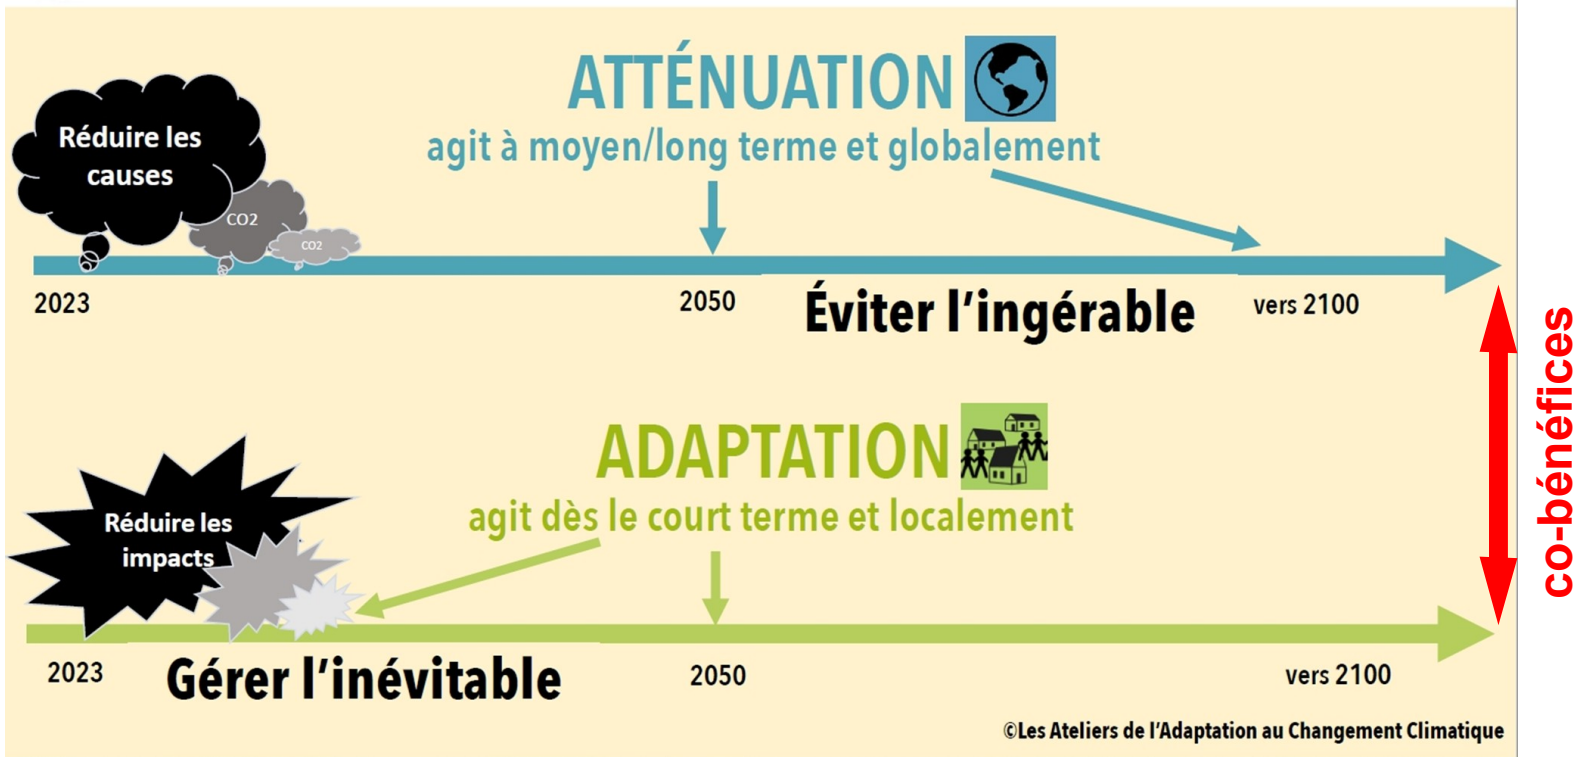 ATTÉNUATION
agit à moyen/long terme et globalement
Réduire les
causes
CO2
CO2
2023
2050
Éviter l’ingérable
vers 2100
co-bénéfices
ADAPTATION
agit dès le court terme et localement
Réduire les
impacts
2023
Gérer l’inévitable
2050
vers 2100
©Les Ateliers de l’Adaptation au Changement Climatique